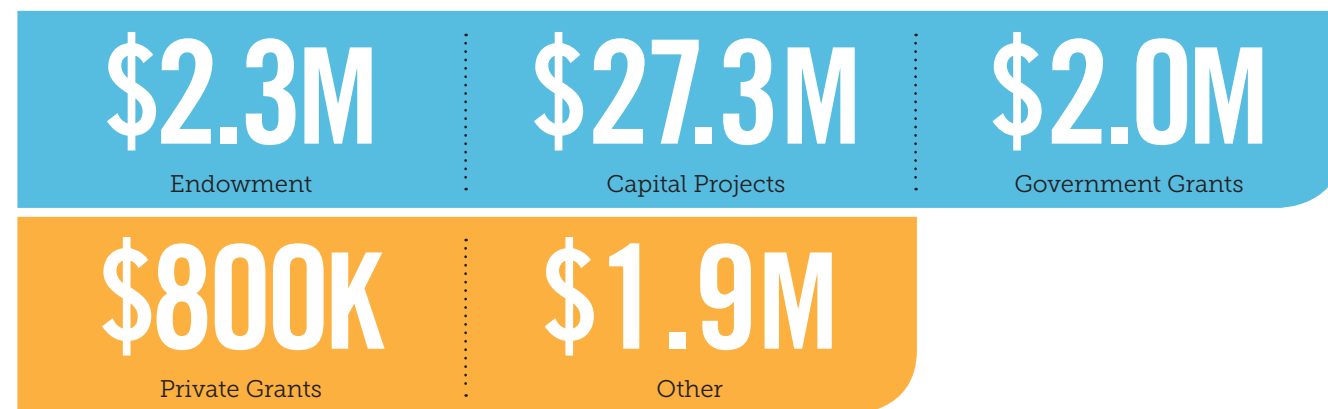 $2.3M
Endowment
$27.3M
Capital Projects
$2.0M
Government Grants
$800K
Private Grants
$1.9M
Other